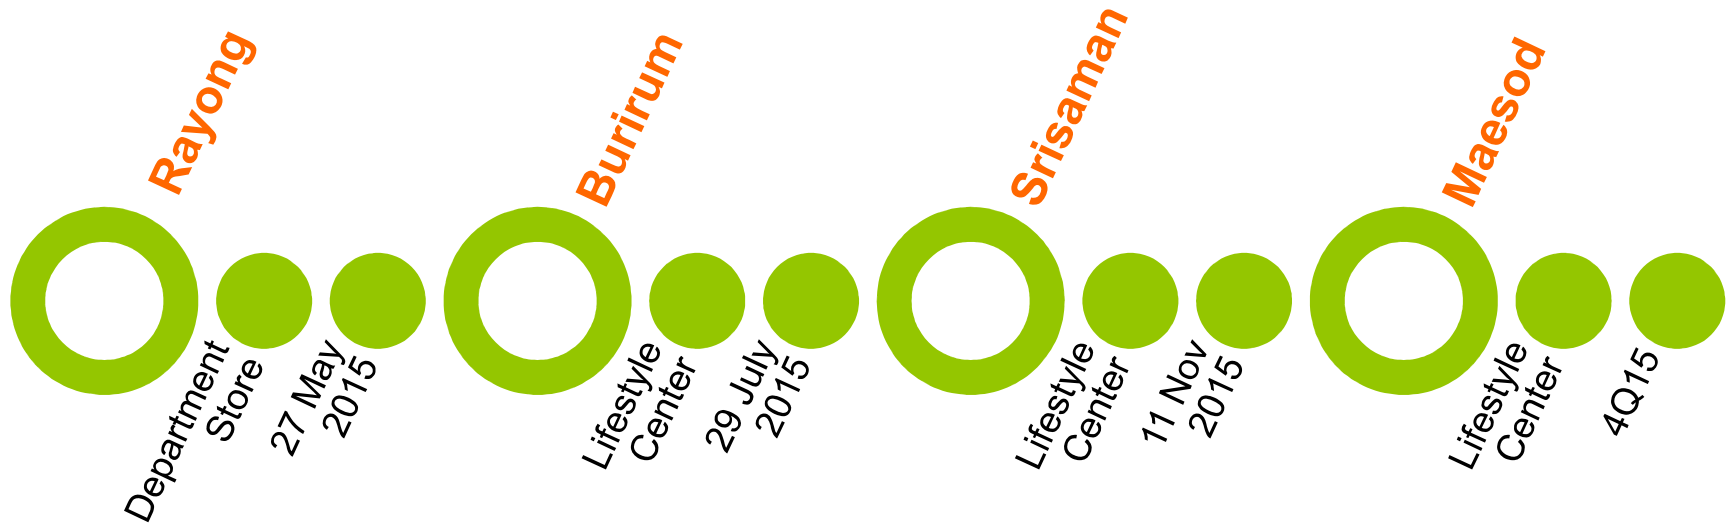 Rayong
Department
Store
27 May
2015
Burirum
Lifestyle
Center
29 July
2015
Srisaman
Lifestyle
Center
11 Nov
2015
Maesod
Lifestyle
Center
4Q15